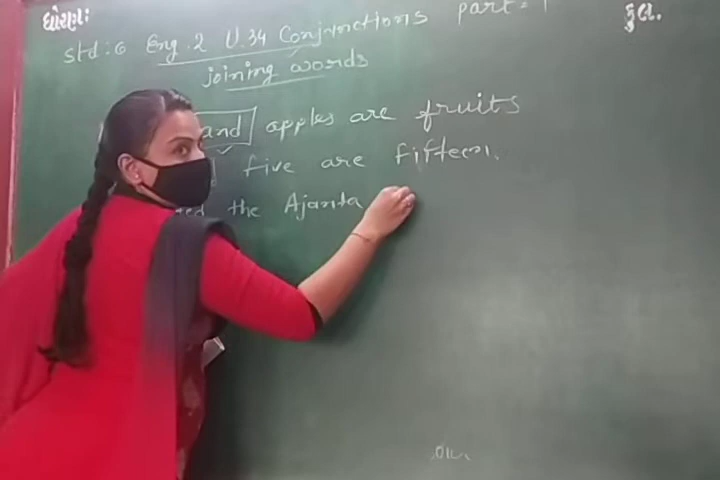 ધોરણઃ
કુલ.
Std : 6 Eng. 2 U. 34 Conjunctions part = 1
joining words
and apples are fruits
five are fifteen.
the Ajanta